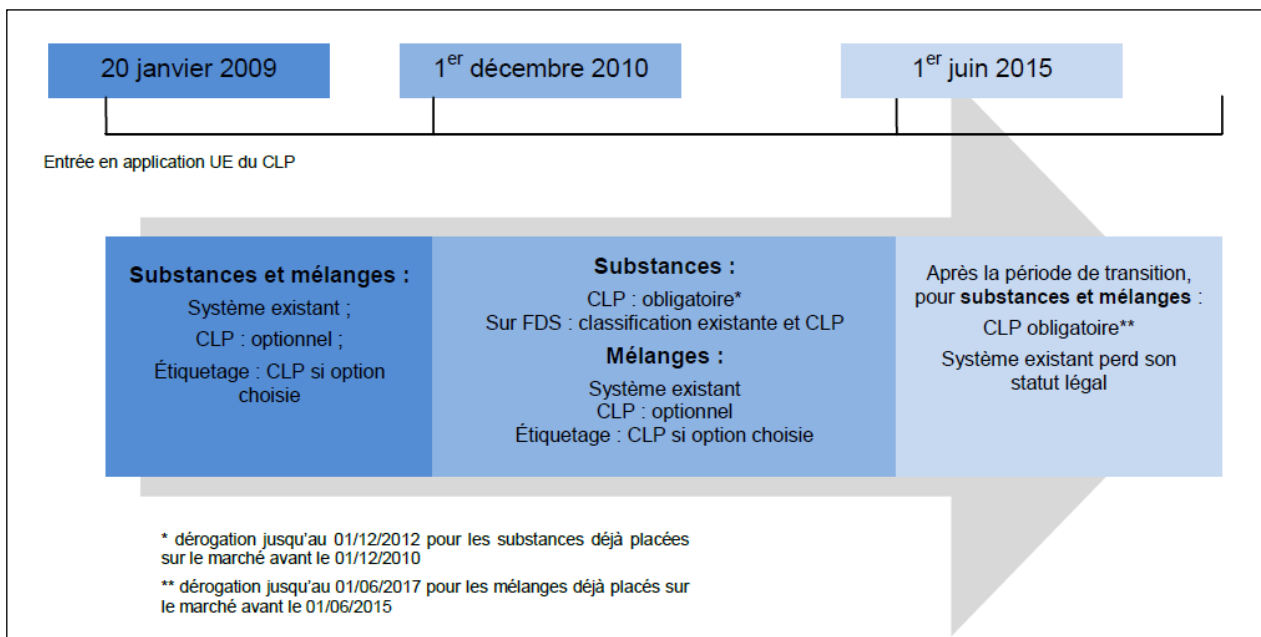 20 janvier 2009
1er décembre 2010
1er juin 2015
Entrée en application UE du CLP
Substances et mélanges :
Système existant ;
CLP : optionnel ;
Étiquetage : CLP si option
choisie
Substances :
CLP : obligatoire*
Sur FDS : classification existante et CLP
Mélanges :
Système existant
CLP : optionnel
Étiquetage : CLP si option choisie
Après la période de transition,
pour substances et mélanges :
CLP obligatoire**
Système existant perd son
statut légal
* dérogation jusqu'au 01/12/2012 pour les substances déjà placées
sur le marché avant le 01/12/2010
** dérogation jusqu'au 01/06/2017 pour les mélanges déjà placés sur
le marché avant le 01/06/2015